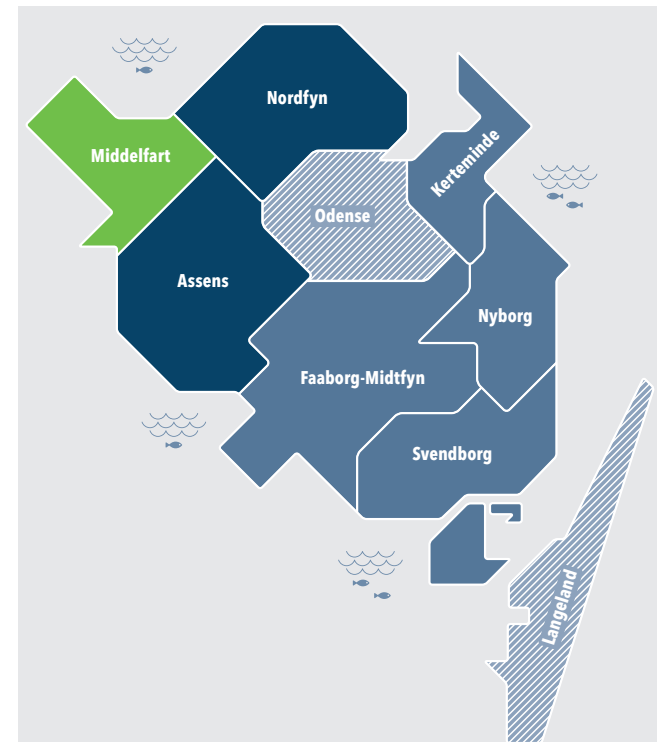 Nordfyn
Middelfart
Kerteminde
Odense
Assens
Nyborg
Faaborg-Midtfyn
Svendborg
Langeland